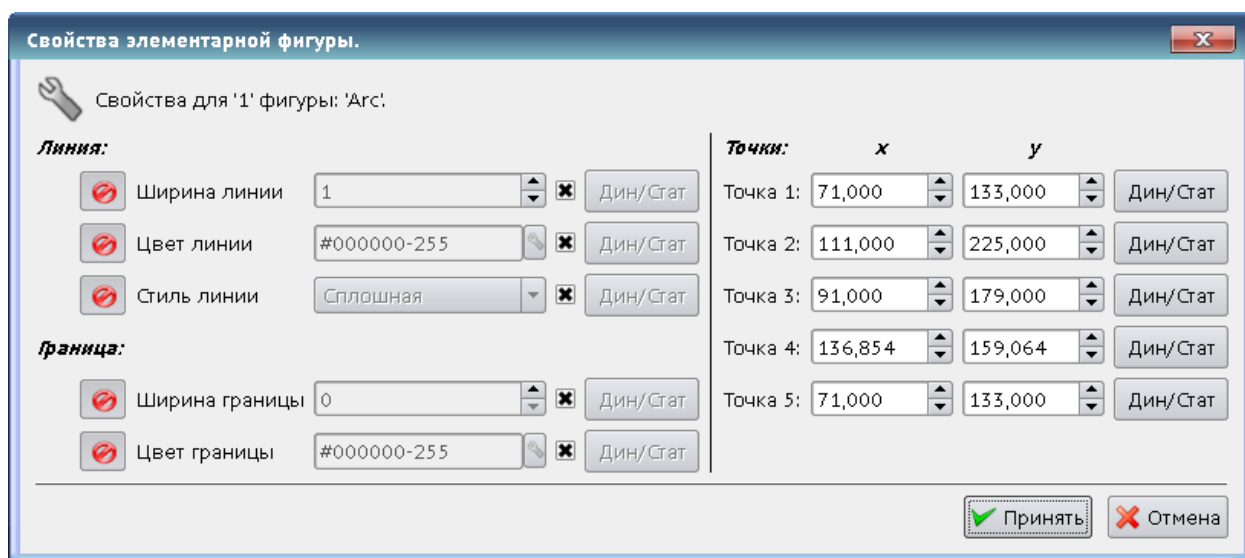 Свойства элементарной фигуры.
Свойства для '1' фигуры: 'Arc'.
Линия:
Ширина линии 1 Дин/Стат
Цвет линии #000000-255 Дин/Стат
Стиль линии Сплошная Дин/Стат
Граница:
Ширина границы 0 Дин/Стат
Цвет границы #000000-255 Дин/Стат
Точки: x y
Точка 1: 71,000 133,000 Дин/Стат
Точка 2: 111,000 225,000 Дин/Стат
Точка 3: 91,000 179,000 Дин/Стат
Точка 4: 136,854 159,064 Дин/Стат
Точка 5: 71,000 133,000 Дин/Стат
Принять Отмена